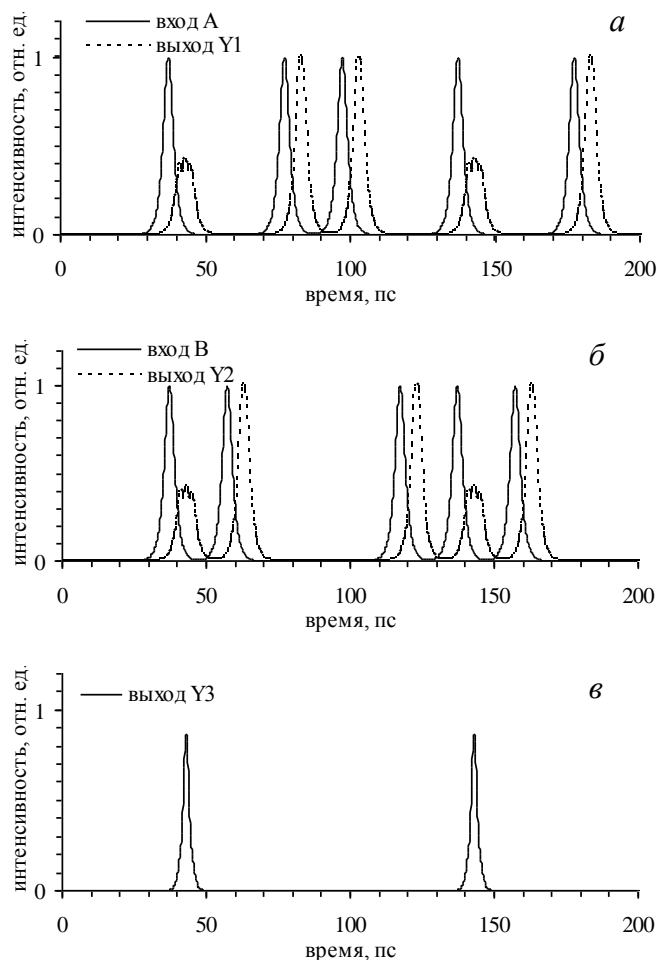 вход A
выход Y1
а
интенсивность, отн. ед.
1
0
0 50 100 150 200
время, пс
вход B
выход Y2
б
интенсивность, отн. ед.
1
0
0 50 100 150 200
время, пс
выход Y3
в
интенсивность, отн. ед.
1
0
0 50 100 150 200
время, пс